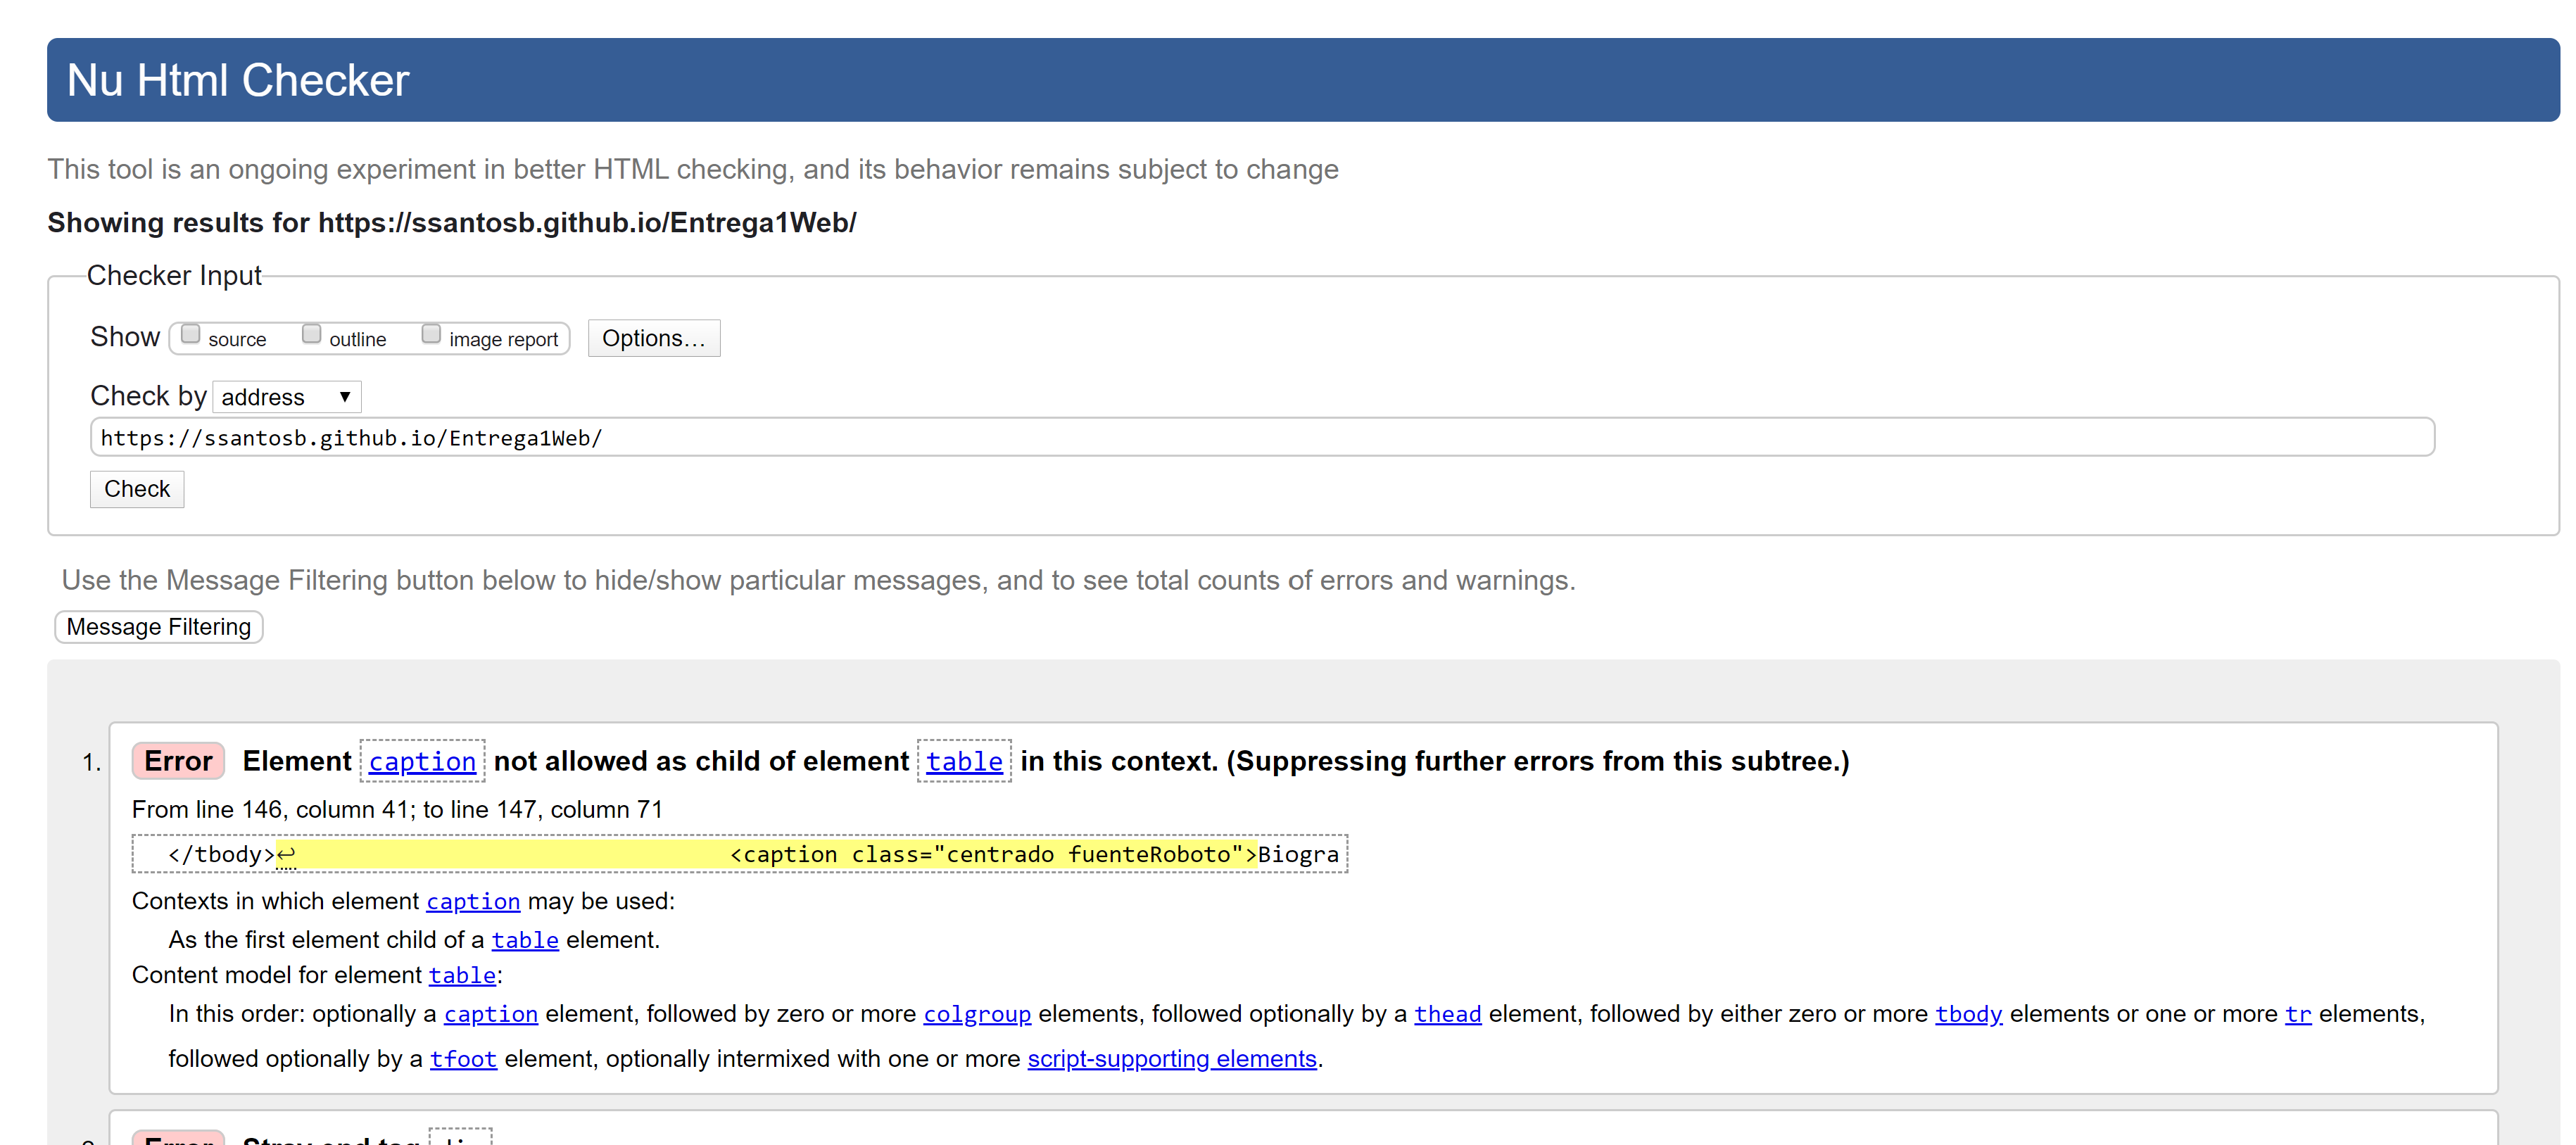 Nu Html Checker
This tool is an ongoing experiment in better HTML checking, and its behavior remains subject to change
Showing results for https://ssantosb.github.io/Entrega1Web/
Checker Input
Show source outline image report Options...
Check by address ▼
https://ssantosb.github.io/Entrega1Web/
Check
Use the Message Filtering button below to hide/show particular messages, and to see total counts of errors and warnings.
Message Filtering
1. Error Element caption not allowed as child of element table in this context. (Suppressing further errors from this subtree.)
From line 146, column 41; to line 147, column 71
</tbody>↩ <caption class="centrado fuenteRoboto">Biogra
Contexts in which element caption may be used:
As the first element child of a table element.
Content model for element table:
In this order: optionally a caption element, followed by zero or more colgroup elements, followed optionally by a thead element, followed by either zero or more tbody elements or one or more tr elements,
followed optionally by a tfoot element, optionally intermixed with one or more script-supporting elements.
Error Stray end tag